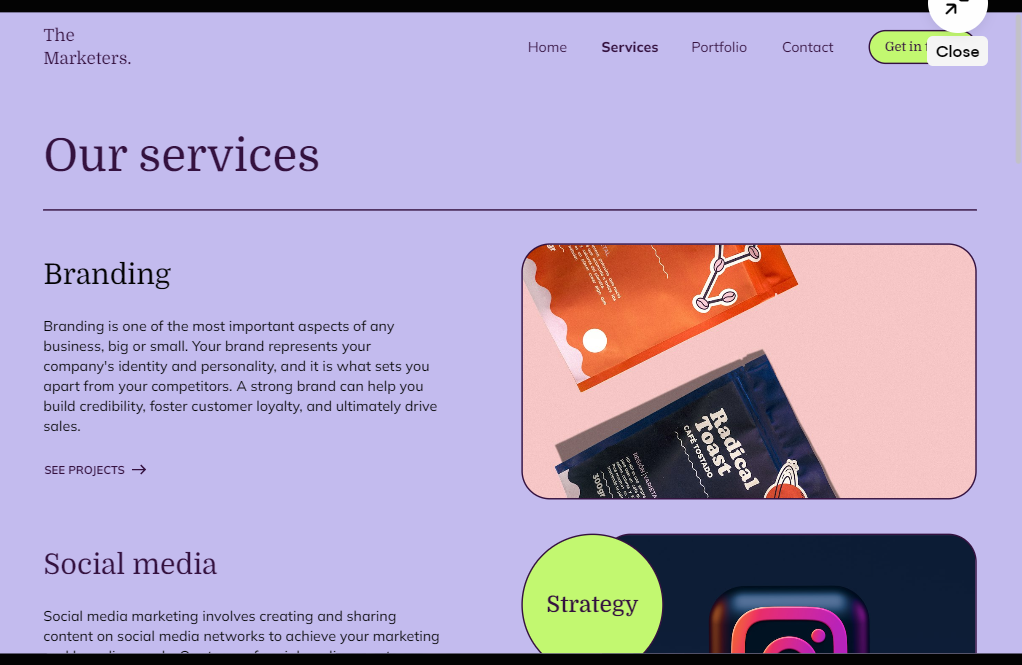 The
Marketers.
Home
Services
Portfolio
Contact
Get in
Close
Our services
Branding
Branding is one of the most important aspects of any
business, big or small. Your brand represents your
company's identity and personality, and it is what sets you
apart from your competitors. A strong brand can help you
build credibility, foster customer loyalty, and ultimately drive
sales.
SEE PROJECTS
Radical
Toast
CAFÉ TOSTADO
300gr
Social media
Social media marketing involves creating and sharing
content on social media networks to achieve your marketing
Strategy